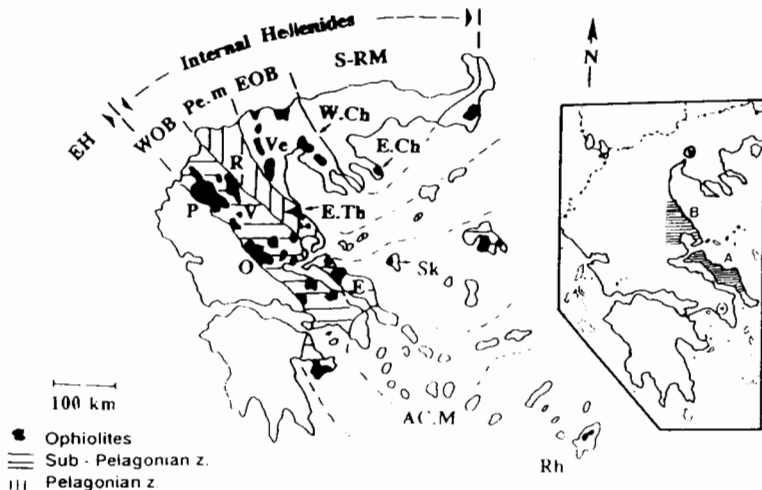 Internal Hellenides
N
S-RM
EH
WOB
Pe.m
EOB
W.Ch
E.Ch
Ve
R
E.Th
P
V
O
E
Sk
B
A
100 km
AC.M
Rh
Ophiolites
Sub - Pelagonian z.
Pelagonian z.